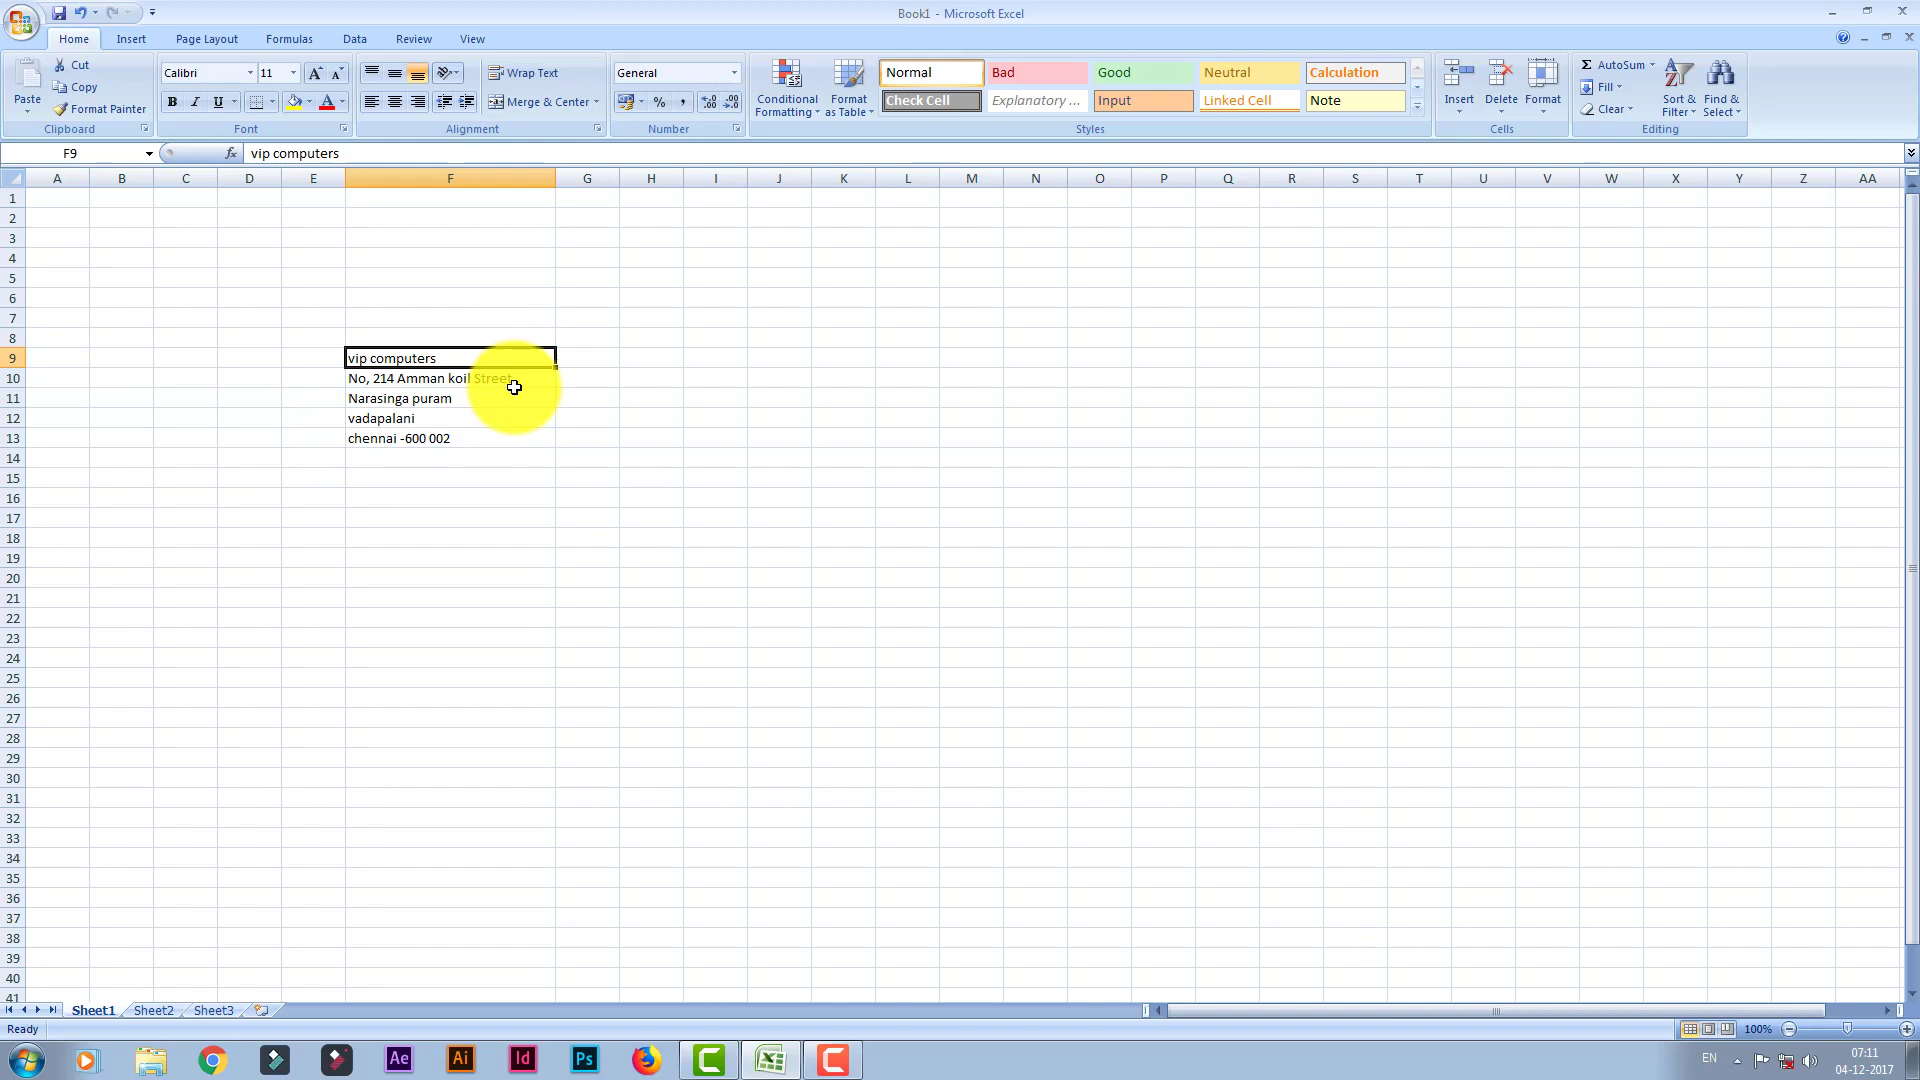 Book1 - Microsoft Excel
Home Insert Page Layout Formulas Data Review View
Paste
Cut
Copy
Format Painter
Clipboard
Calibri 11
B I U
Font
Wrap Text
Merge & Center
Alignment
General
% ,
Number
Conditional Formatting
Format as Table
Normal Bad Good Neutral Calculation
Check Cell Explanatory ... Input Linked Cell Note
Styles
Insert Delete Format
Cells
Σ AutoSum
Fill
Clear
Sort & Filter
Find & Select
Editing
F9 fx vip computers
A B C D E F G H I J K L M N O P Q R S T U V W X Y Z AA
1
2
3
4
5
6
7
8
9 vip computers
10 No, 214 Amman koil Street
11 Narasinga puram
12 vadapalani
13 chennai -600 002
14
15
16
17
18
19
20
21
22
23
24
25
26
27
28
29
30
31
32
33
34
35
36
37
38
39
40
41
Sheet1 Sheet2 Sheet3
Ready 100%
Ae Ai Id Ps
EN 07:11
04-12-2017